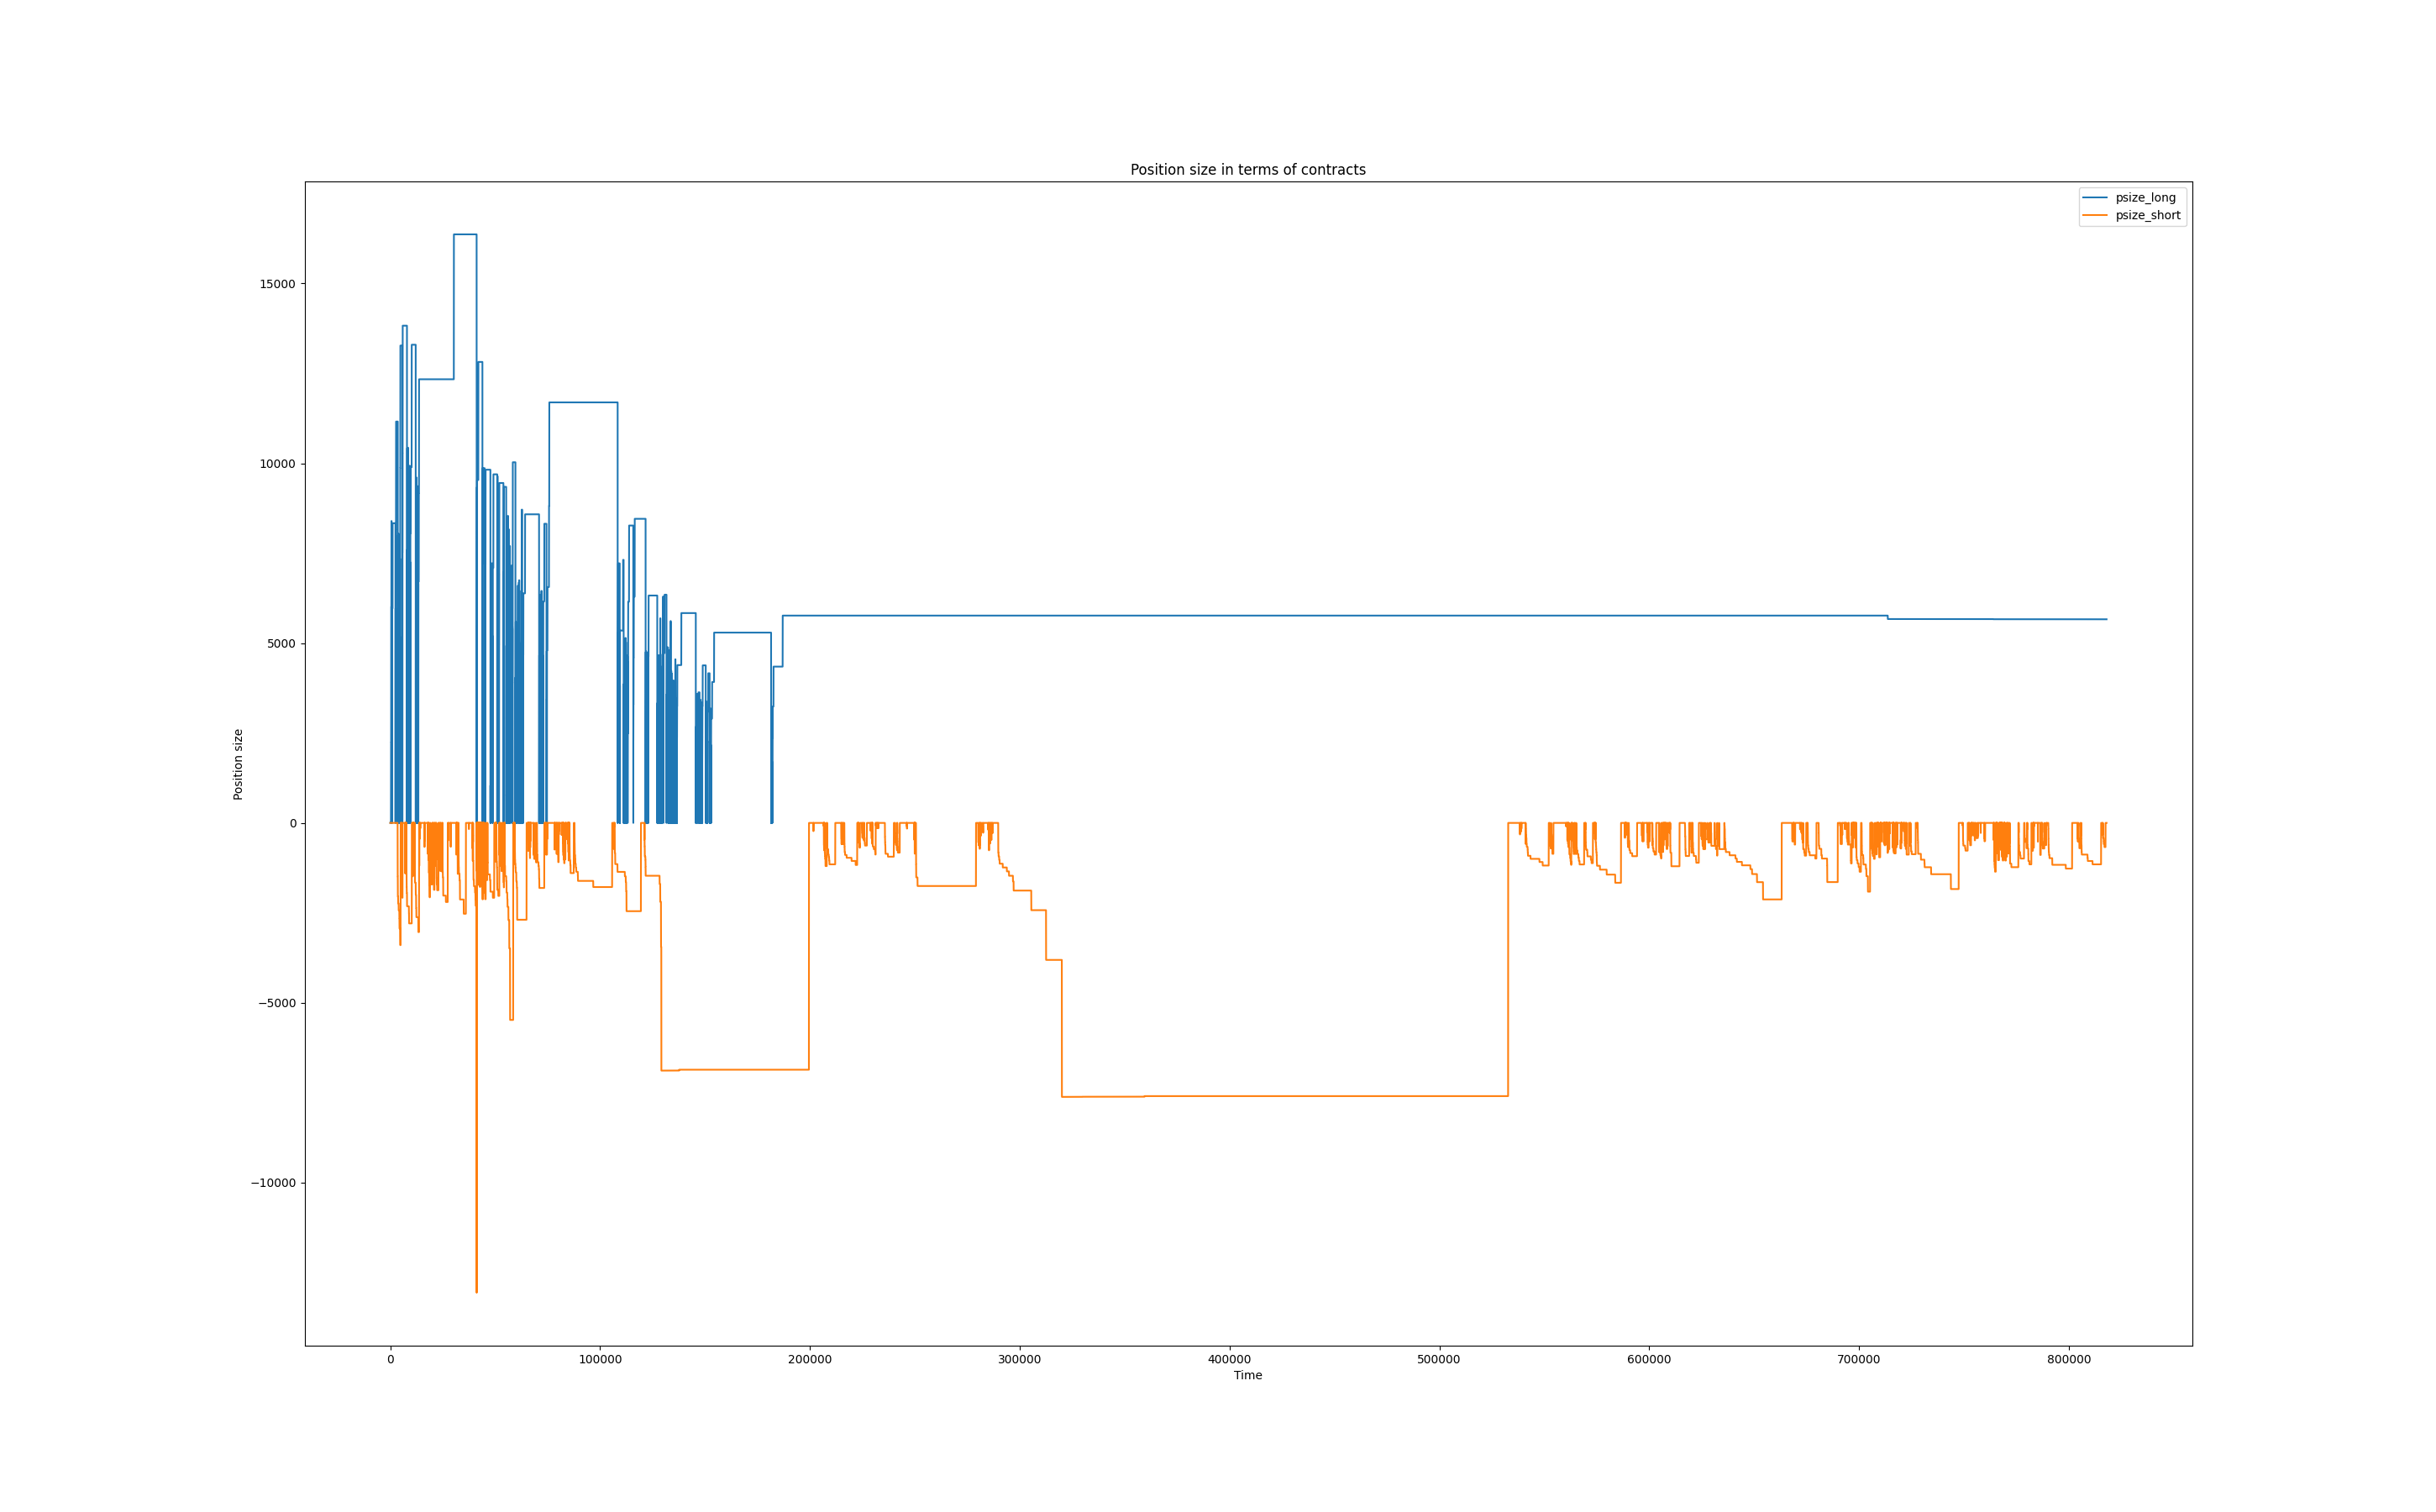 Position size in terms of contracts
psize_long
psize_short
15000
10000
5000
0
−5000
−10000
Position size
0 100000 200000 300000 400000 500000 600000 700000 800000
Time